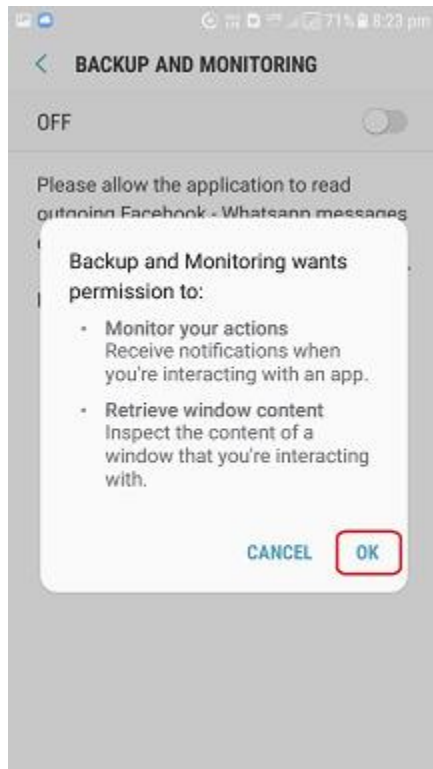 71% 8:23 pm
BACKUP AND MONITORING
OFF
Please allow the application to read
outgoing Facebook - Whatsapp messages
Backup and Monitoring wants
permission to:
• Monitor your actions
Receive notifications when
you're interacting with an app.
• Retrieve window content
Inspect the content of a
window that you're interacting
with.
CANCEL OK